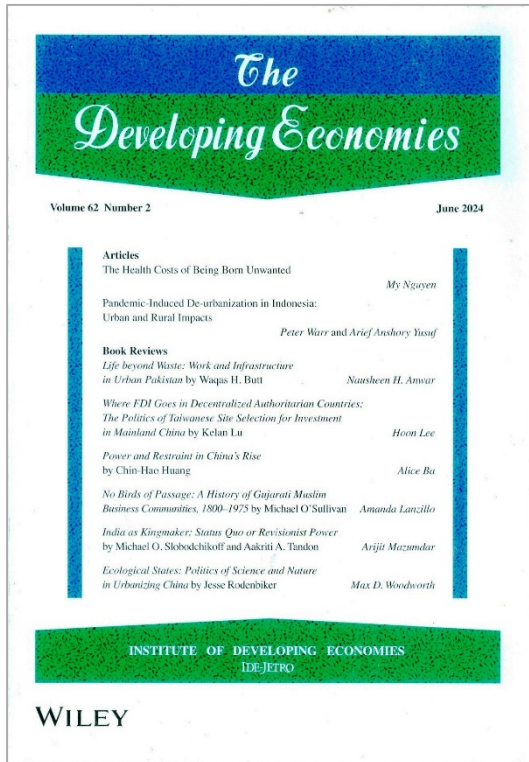 The
Developing Economies
Volume 62 Number 2 June 2024
Articles
The Health Costs of Being Born Unwanted
My Nguyen
Pandemic-Induced De-urbanization in Indonesia:
Urban and Rural Impacts
Peter Warr and Arief Anshory Yusuf
Book Reviews
Life beyond Waste: Work and Infrastructure
in Urban Pakistan by Waqas H. Butt Nausheen H. Anwar
Where FDI Goes in Decentralized Authoritarian Countries:
The Politics of Taiwanese Site Selection for Investment
in Mainland China by Kelan Lu Hoon Lee
Power and Restraint in China's Rise
by Chin-Hao Huang Alice Ba
No Birds of Passage: A History of Gujarati Muslim
Business Communities, 1800–1975 by Michael O'Sullivan Amanda Lanzillo
India as Kingmaker: Status Quo or Revisionist Power
by Michael O. Slobodchikoff and Aakriti A. Tandon Arijit Mazumdar
Ecological States: Politics of Science and Nature
in Urbanizing China by Jesse Rodenbiker Max D. Woodworth
INSTITUTE OF DEVELOPING ECONOMIES
IDE-JETRO
WILEY